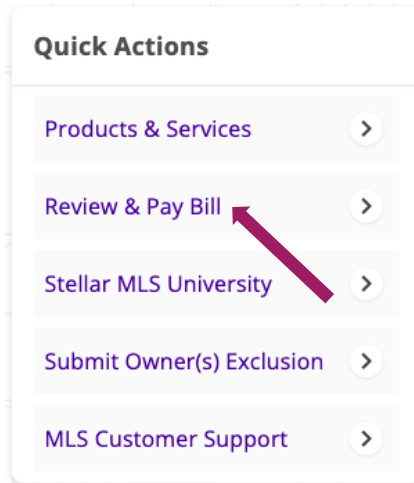 Quick Actions
Products & Services
Review & Pay Bill
Stellar MLS University
Submit Owner(s) Exclusion
MLS Customer Support